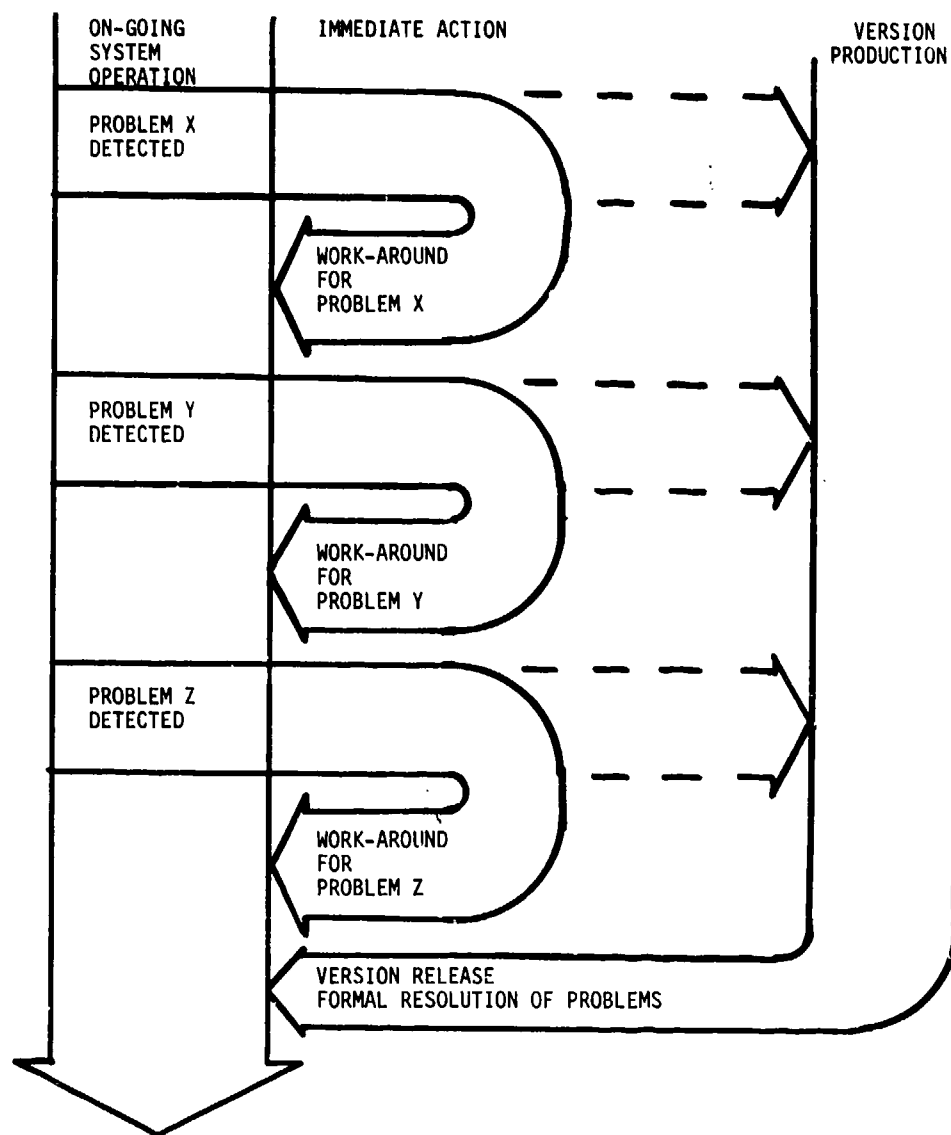 ON-GOING
SYSTEM
OPERATION
IMMEDIATE ACTION
VERSION
PRODUCTION
PROBLEM X
DETECTED
WORK-AROUND
FOR
PROBLEM X
PROBLEM Y
DETECTED
WORK-AROUND
FOR
PROBLEM Y
PROBLEM Z
DETECTED
WORK-AROUND
FOR
PROBLEM Z
VERSION RELEASE
FORMAL RESOLUTION OF PROBLEMS